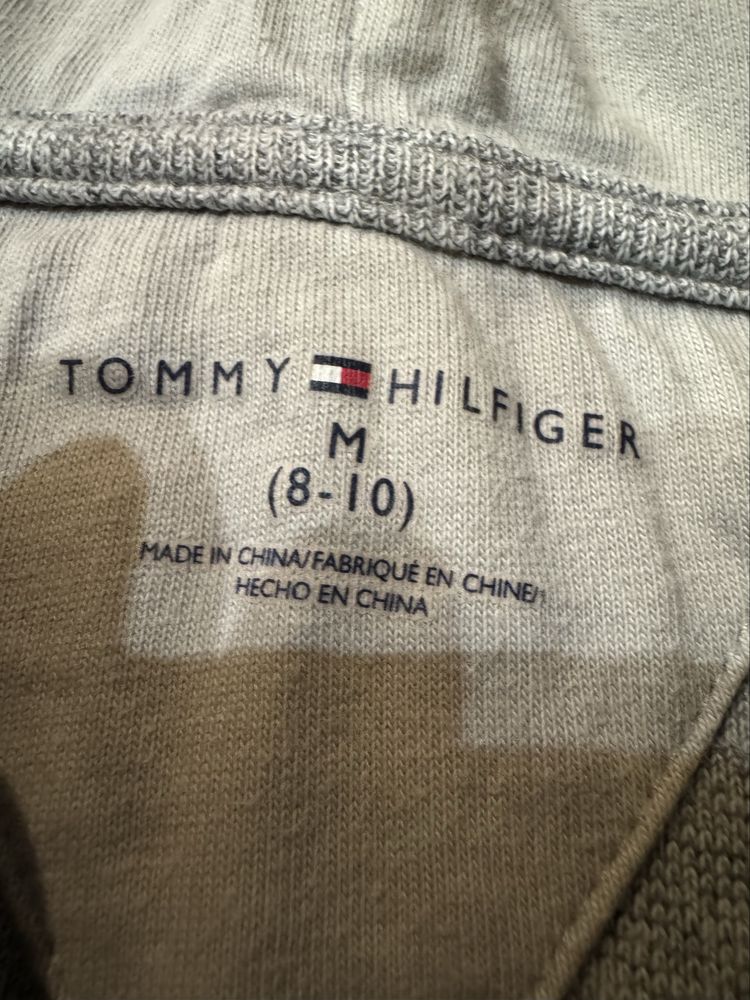 TOMMY HILFIGER
M
(8-10)
MADE IN CHINA/FABRIQUÉ EN CHINE/
HECHO EN CHINA